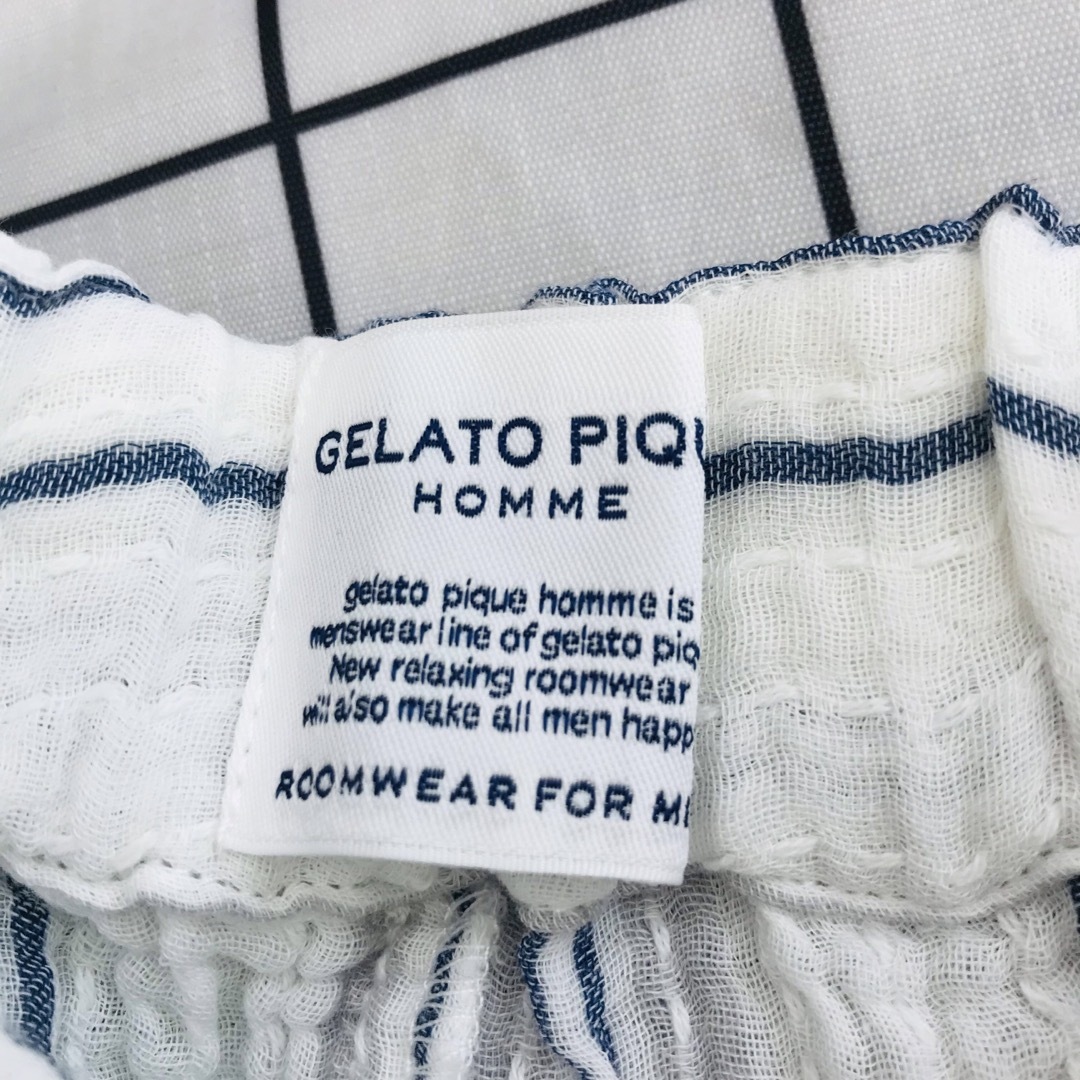 GELATO PIQU
HOMME
gelato pique homme is
menswear line of gelato piq
New relaxing roomwear
will also make all men happ
ROOMWEAR FOR ME